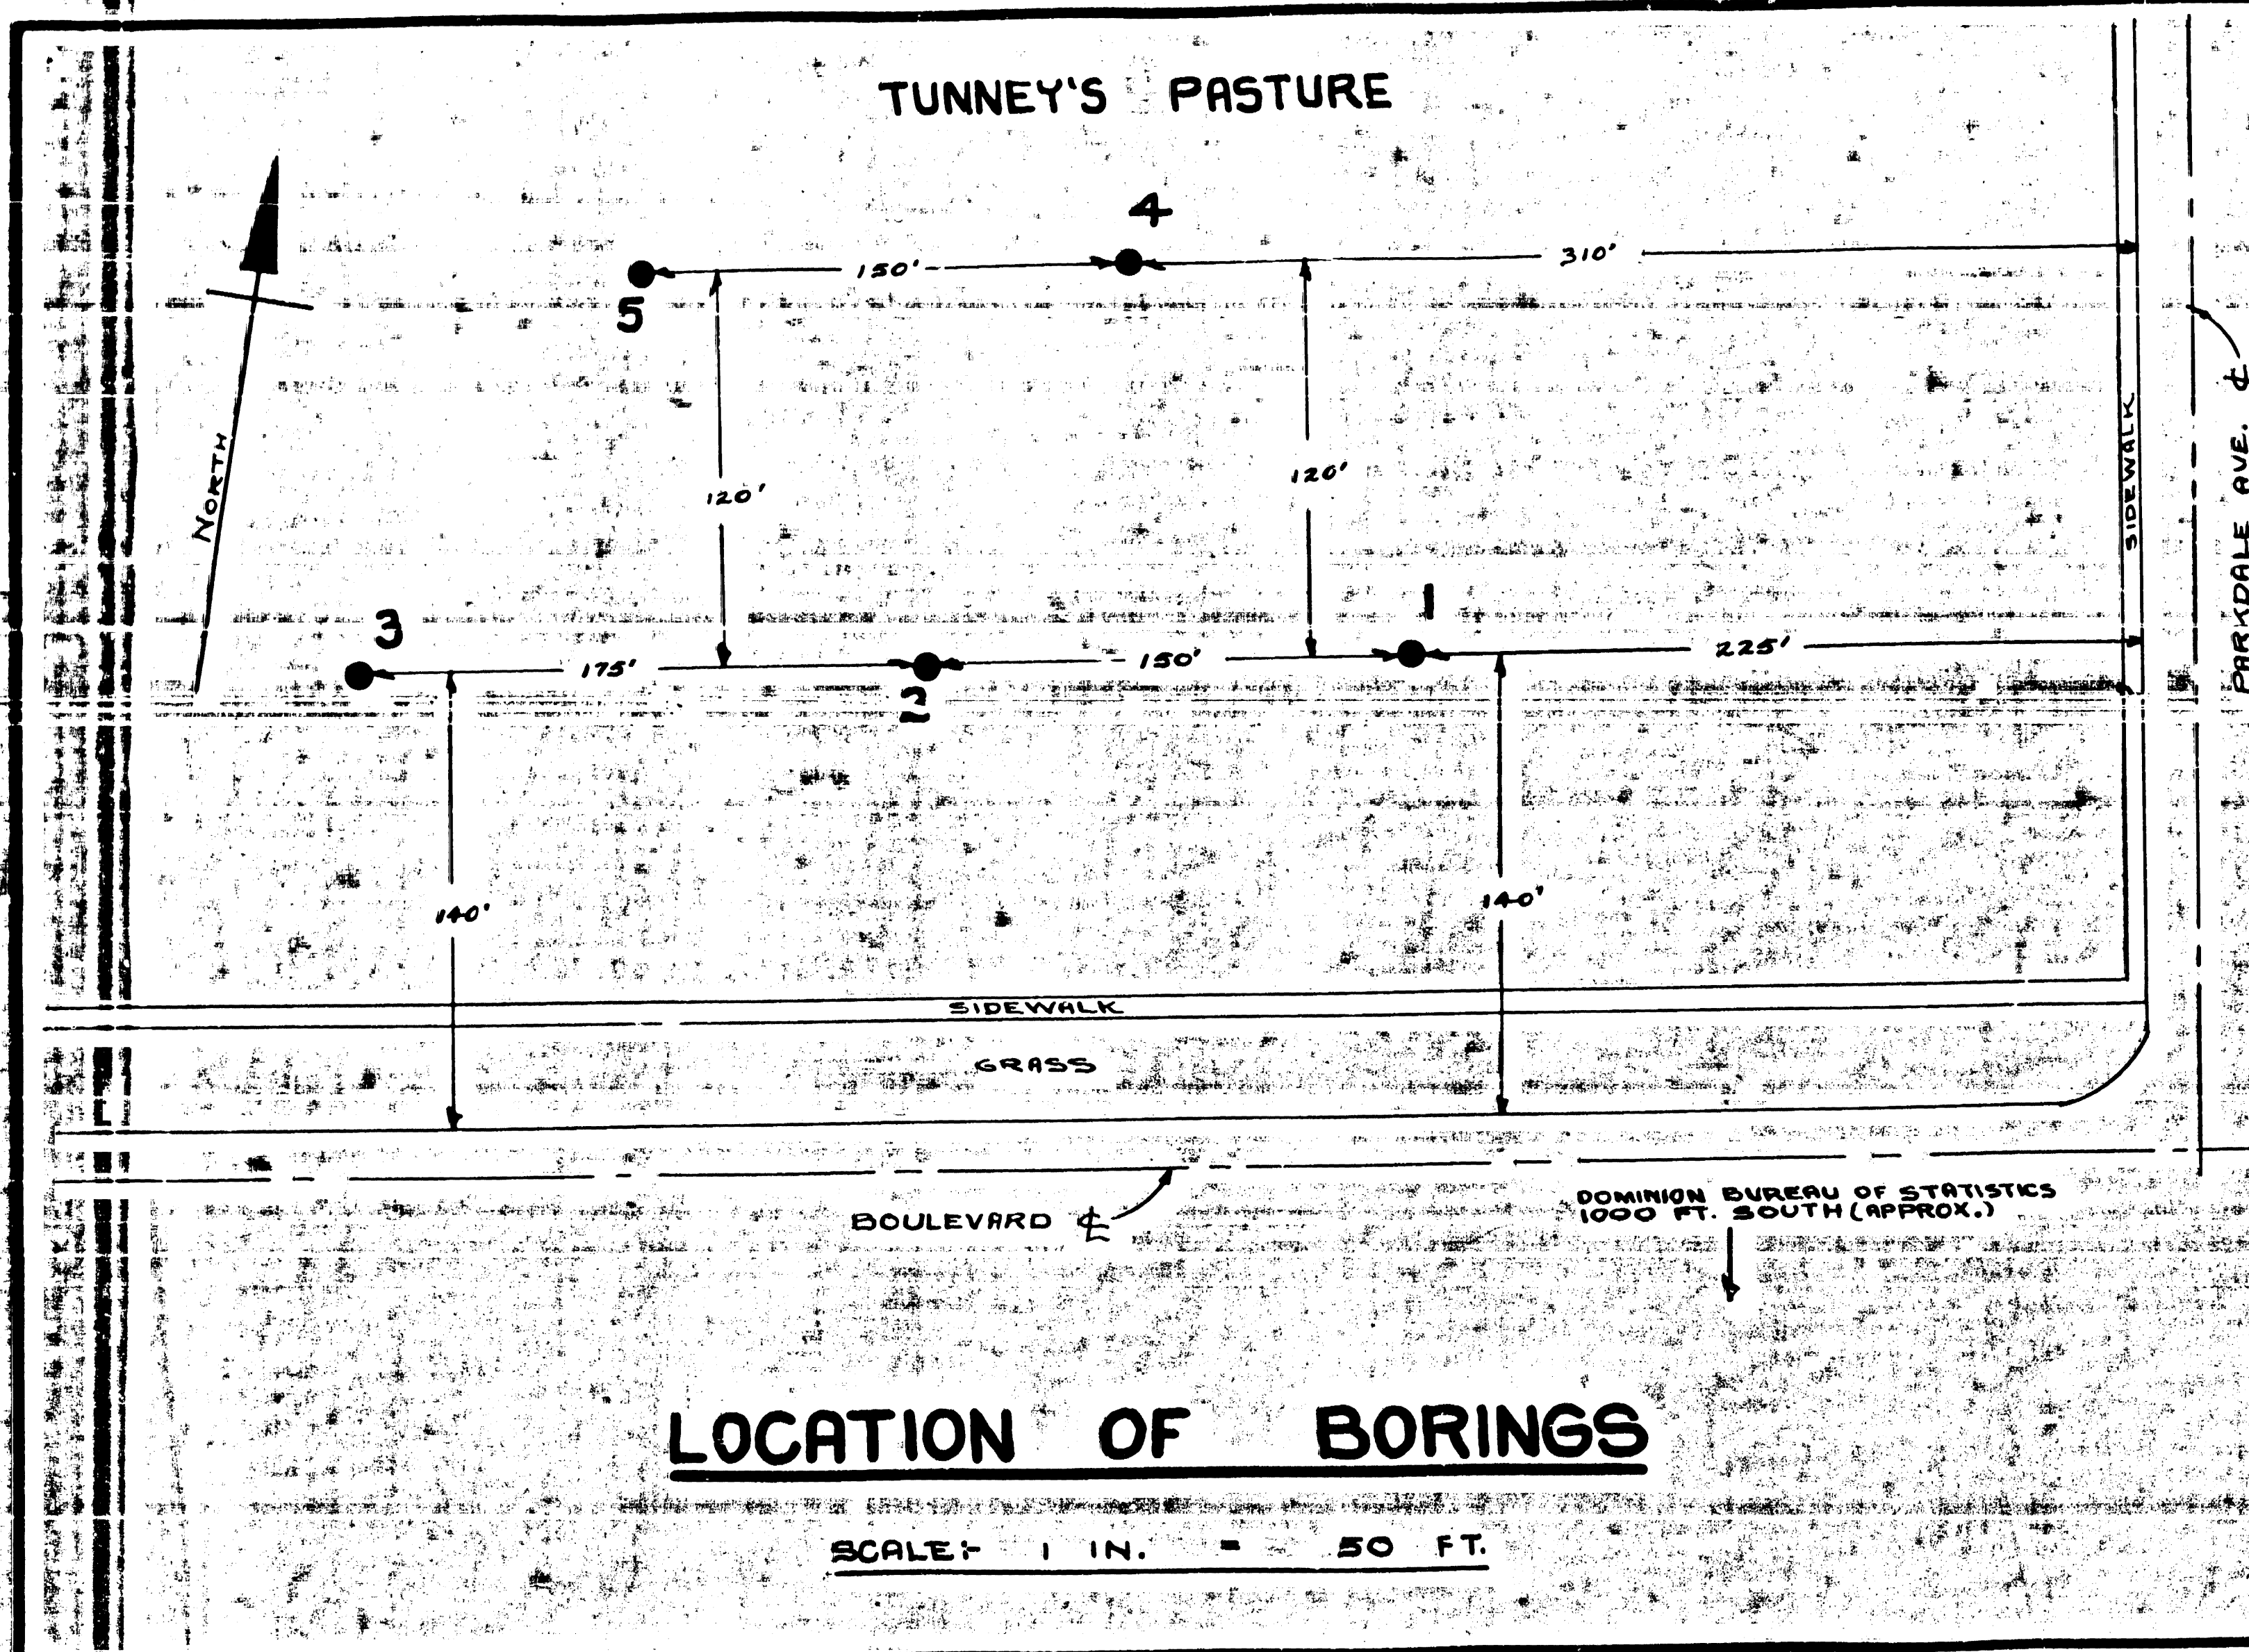 TUNNEY'S PASTURE
4
310'
150'
5
NORTH
120'
120'
SIDEWALK
PARKDALE AVE. ℄
3
1
175'
150'
225'
2
140'
140'
SIDEWALK
GRASS
BOULEVARD ℄
DOMINION BUREAU OF STATISTICS
1000 FT. SOUTH (APPROX.)
LOCATION OF BORINGS
SCALE:- 1 IN. = 50 FT.